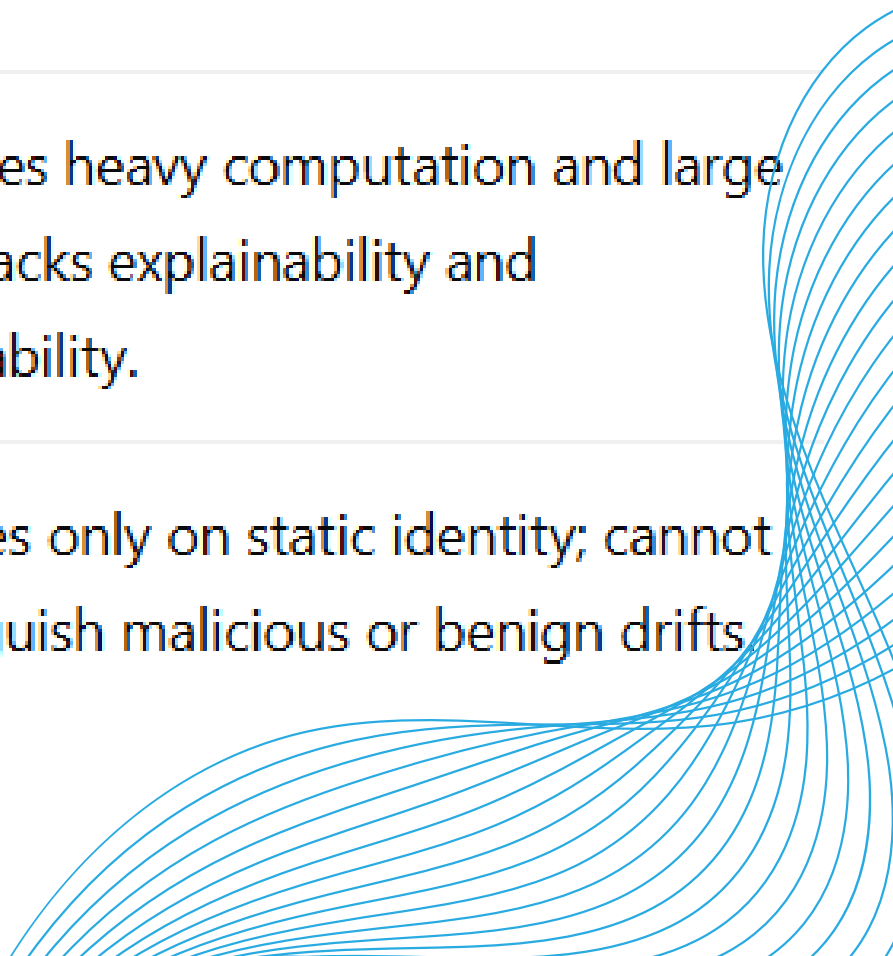 es heavy computation and large
acks explainability and
ability.
es only on static identity; cannot
guish malicious or benign drifts.